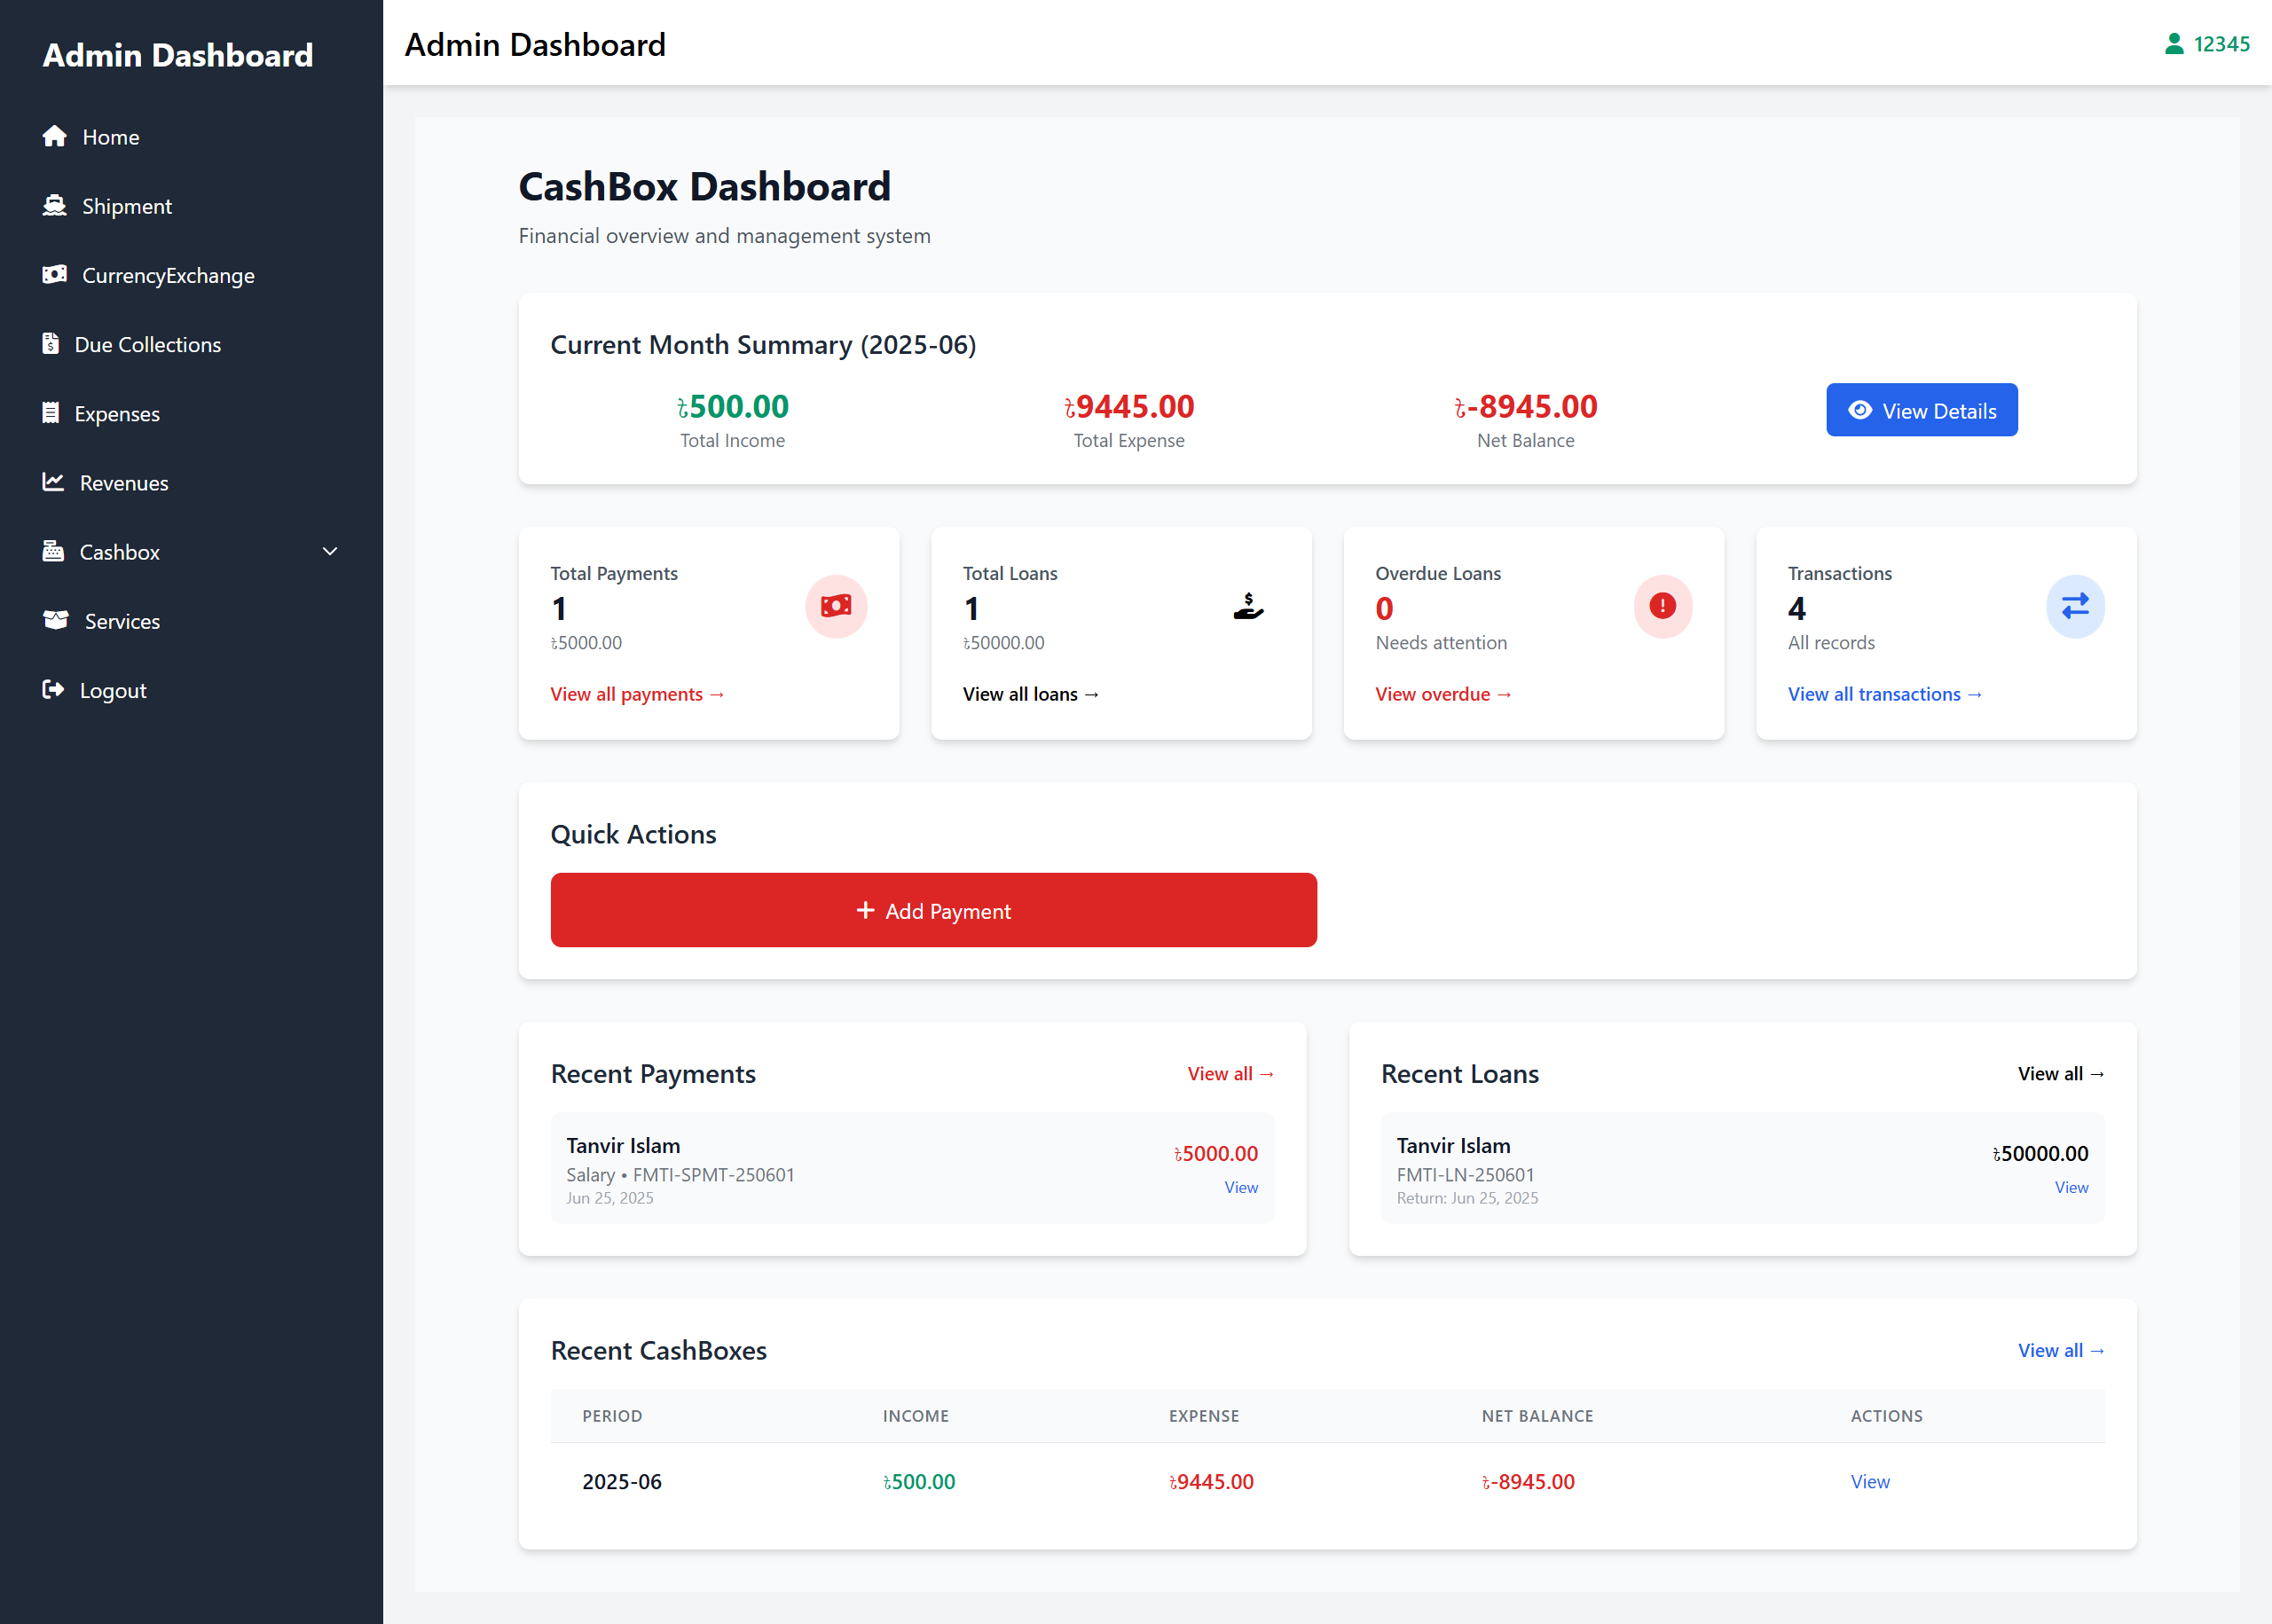 Admin Dashboard
Home
Shipment
CurrencyExchange
Due Collections
Expenses
Revenues
Cashbox
Services
Logout
Admin Dashboard
12345
CashBox Dashboard
Financial overview and management system
Current Month Summary (2025-06)
৳500.00
Total Income
৳9445.00
Total Expense
৳-8945.00
Net Balance
View Details
Total Payments
1
৳5000.00
View all payments →
Total Loans
1
৳50000.00
View all loans →
Overdue Loans
0
Needs attention
View overdue →
Transactions
4
All records
View all transactions →
Quick Actions
Add Payment
Recent Payments
View all →
Tanvir Islam
Salary • FMTI-SPMT-250601
Jun 25, 2025
৳5000.00
View
Recent Loans
View all →
Tanvir Islam
FMTI-LN-250601
Return: Jun 25, 2025
৳50000.00
View
Recent CashBoxes
View all →
PERIOD INCOME EXPENSE NET BALANCE ACTIONS
2025-06 ৳500.00 ৳9445.00 ৳-8945.00 View